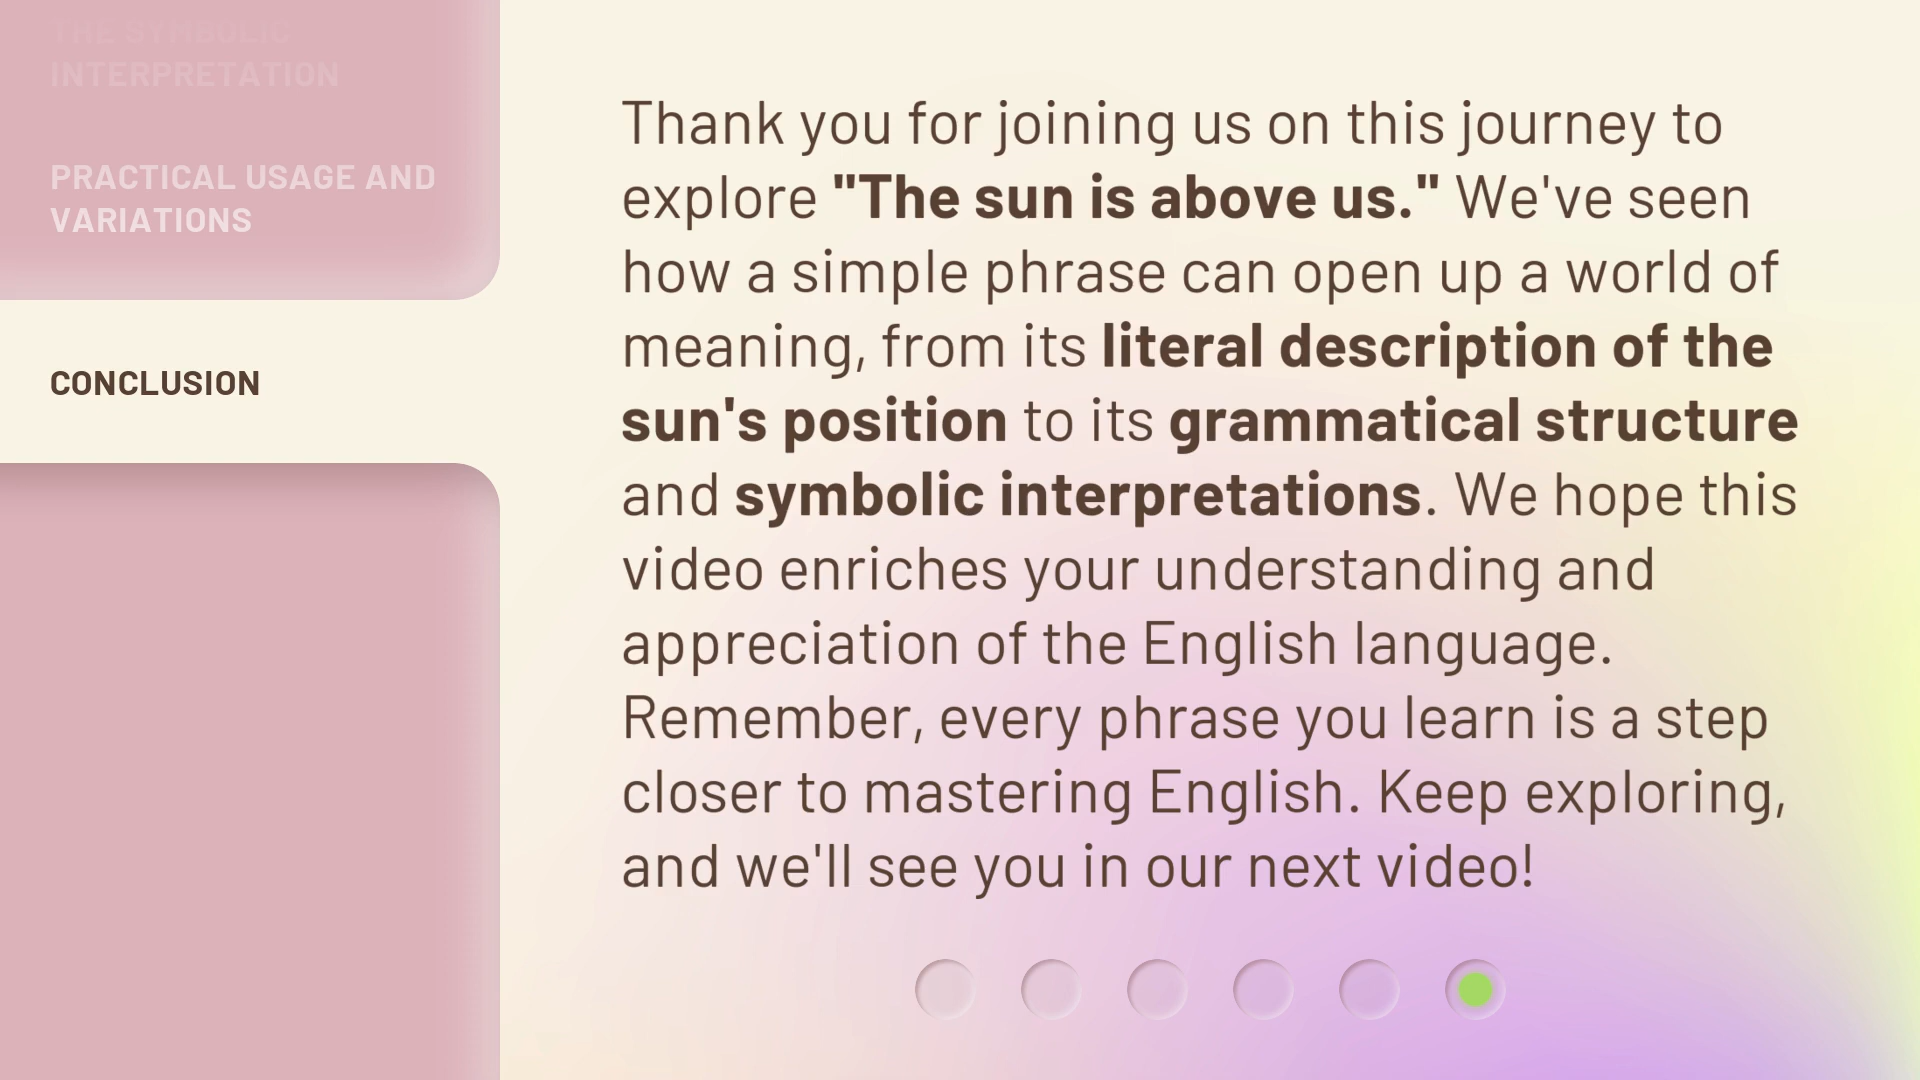 THE SYMBOLIC
INTERPRETATION
PRACTICAL USAGE AND
VARIATIONS
CONCLUSION
Thank you for joining us on this journey to
explore "The sun is above us." We've seen
how a simple phrase can open up a world of
meaning, from its literal description of the
sun's position to its grammatical structure
and symbolic interpretations. We hope this
video enriches your understanding and
appreciation of the English language.
Remember, every phrase you learn is a step
closer to mastering English. Keep exploring,
and we'll see you in our next video!